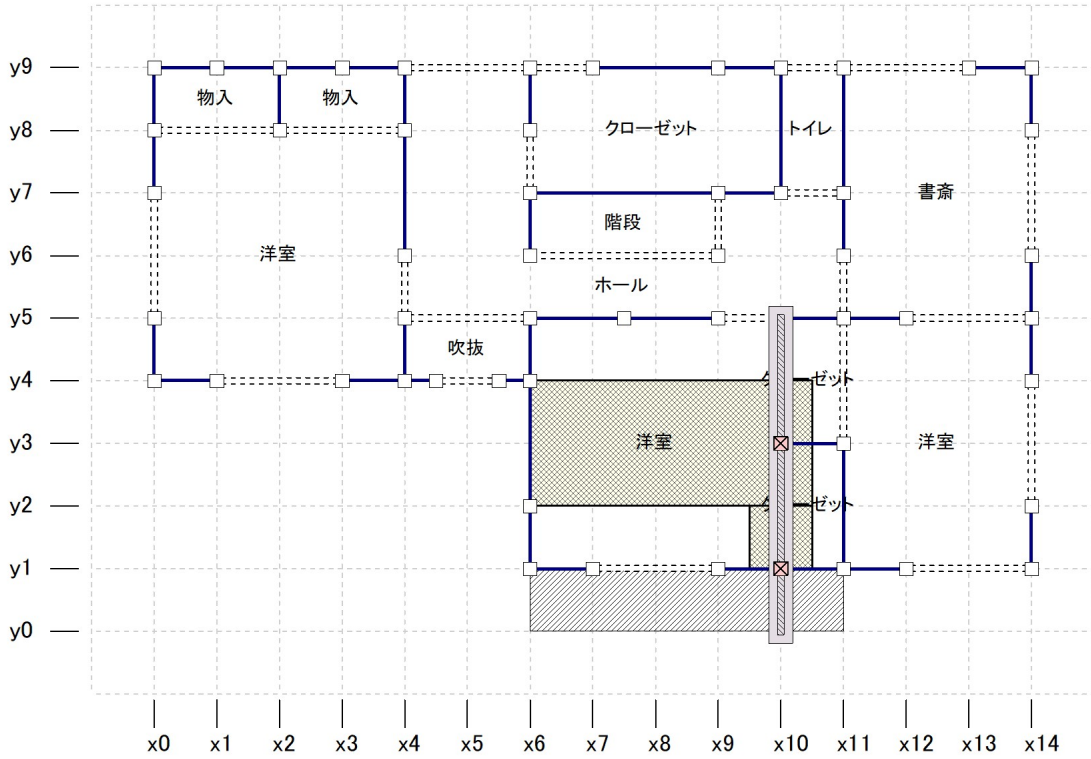 y9
物入
物入
y8
クローゼット
トイレ
y7
書斎
階段
y6
洋室
ホール
y5
吹抜
y4
ゼット
y3
洋室
洋室
y2
ゼット
y1
y0
x0 x1 x2 x3 x4 x5 x6 x7 x8 x9 x10 x11 x12 x13 x14